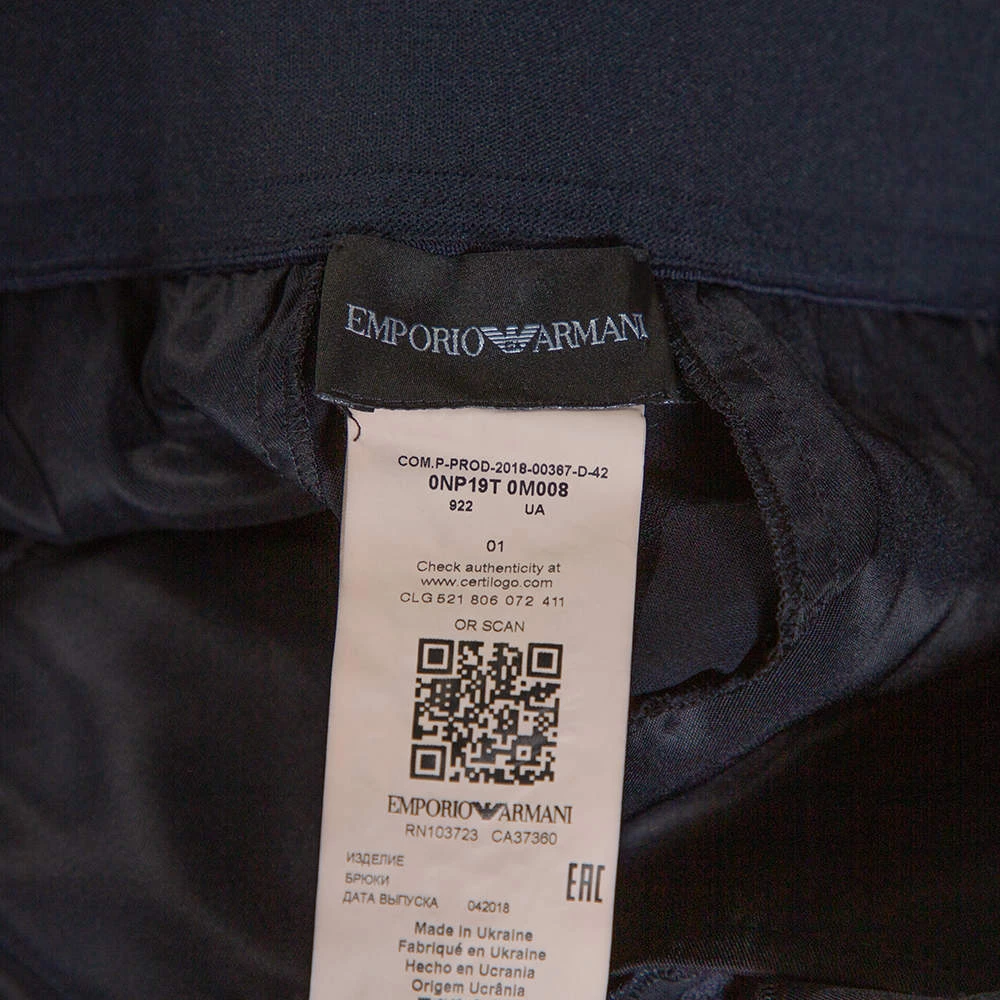 EMPORIO ARMANI
COM.P-PROD-2018-00367-D-42
0NP19T 0M008
922 UA
01
Check authenticity at
www.certilogo.com
CLG 521 806 072 411
OR SCAN
EMPORIO ARMANI
RN103723 CA37360
ИЗДЕЛИЕ
БРЮКИ
ДАТА ВЫПУСКА 042018
EAC
Made in Ukraine
Fabriqué en Ukraine
Hecho en Ucrania
Origem Ucrânia